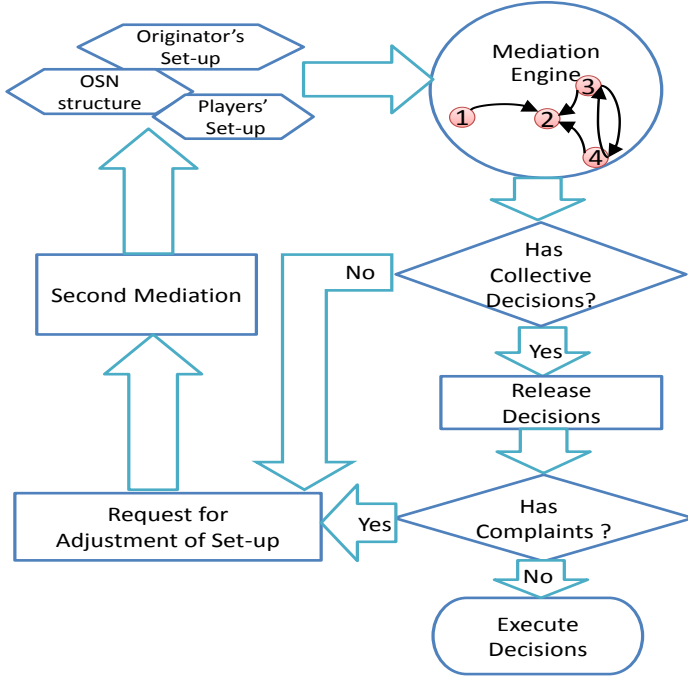 Originator's
Set-up
OSN
structure
Players'
Set-up
Mediation
Engine
1
2
3
4
Has
Collective
Decisions?
No
Yes
Second Mediation
Release
Decisions
Request for
Adjustment of Set-up
Yes
Has
Complaints ?
No
Execute
Decisions